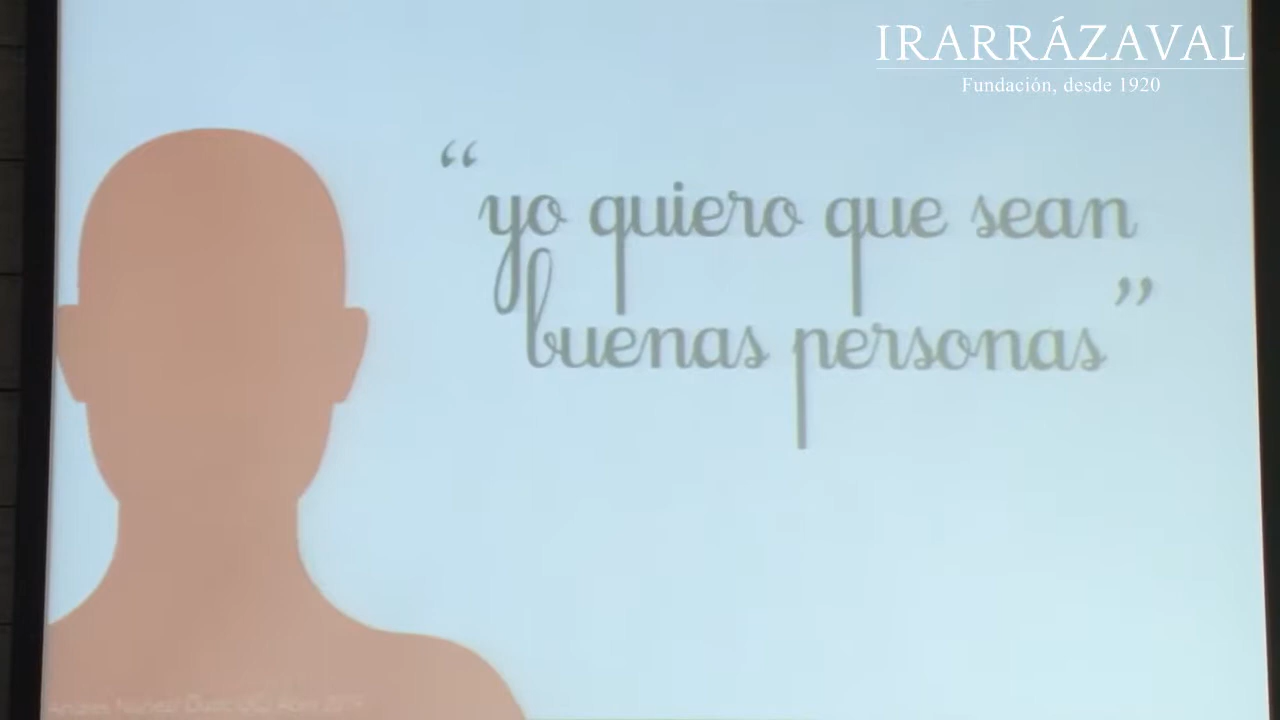 IRARRÁZAVAL
Fundación, desde 1920
“yo quiero que sean
buenas personas”